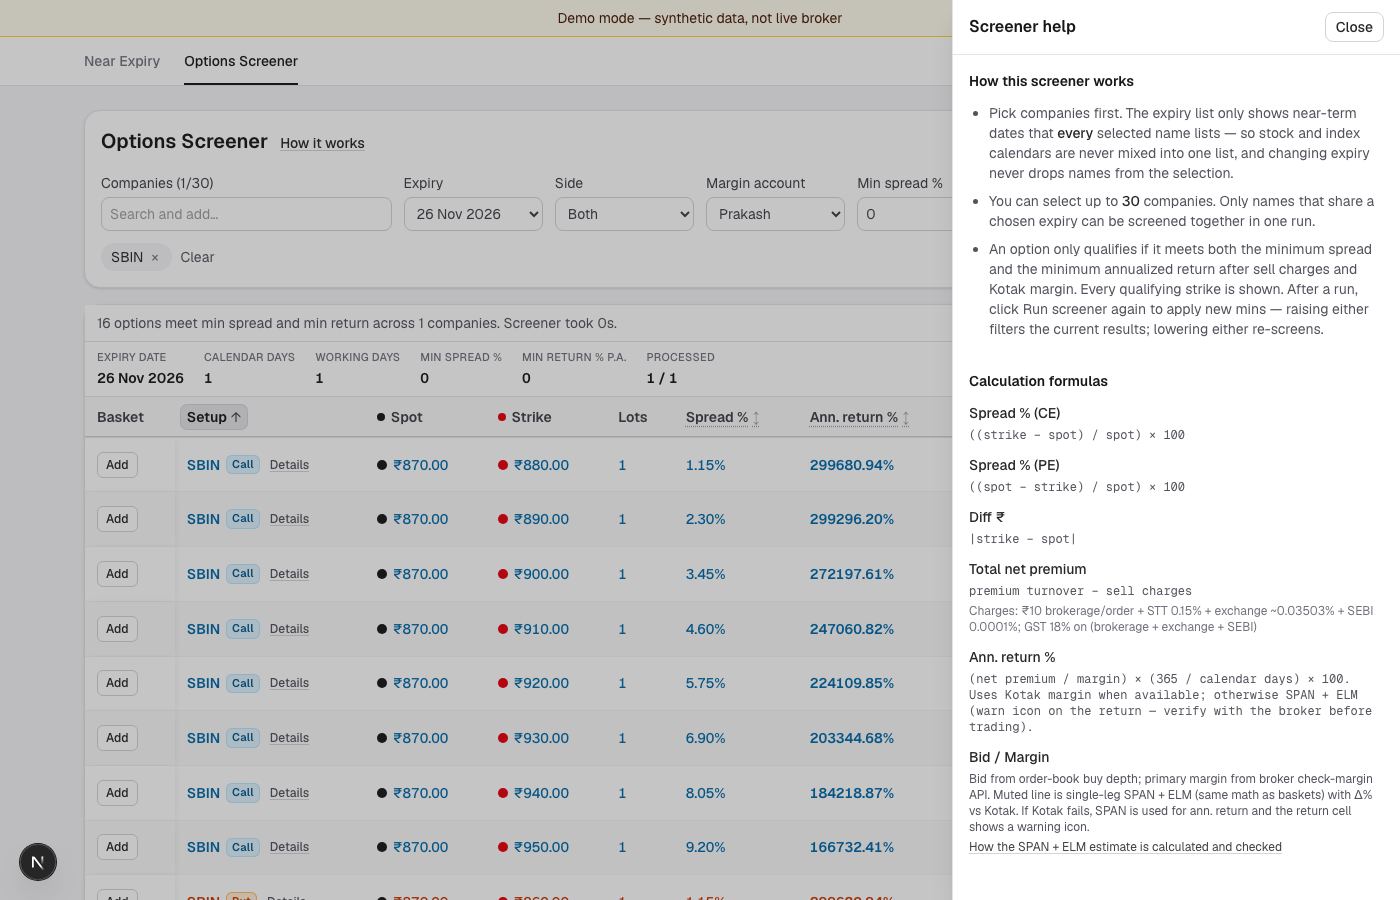 Demo mode — synthetic data, not live broker
Near Expiry
Options Screener
Options Screener
How it works
Companies (1/30)
Expiry
Side
Margin account
Min spread %
Search and add...
26 Nov 2026
Both
Prakash
0
SBIN ×
Clear
16 options meet min spread and min return across 1 companies. Screener took 0s.
EXPIRY DATE
CALENDAR DAYS
WORKING DAYS
MIN SPREAD %
MIN RETURN % P.A.
PROCESSED
26 Nov 2026
1
1
0
0
1 / 1
Basket Setup ↑ Spot Strike Lots Spread % ↕ Ann. return % ↕
Add SBIN Call Details ₹870.00 ₹880.00 1 1.15% 299680.94%
Add SBIN Call Details ₹870.00 ₹890.00 1 2.30% 299296.20%
Add SBIN Call Details ₹870.00 ₹900.00 1 3.45% 272197.61%
Add SBIN Call Details ₹870.00 ₹910.00 1 4.60% 247060.82%
Add SBIN Call Details ₹870.00 ₹920.00 1 5.75% 224109.85%
Add SBIN Call Details ₹870.00 ₹930.00 1 6.90% 203344.68%
Add SBIN Call Details ₹870.00 ₹940.00 1 8.05% 184218.87%
Add SBIN Call Details ₹870.00 ₹950.00 1 9.20% 166732.41%
N
Screener help
Close
How this screener works
• Pick companies first. The expiry list only shows near-term
dates that every selected name lists — so stock and index
calendars are never mixed into one list, and changing expiry
never drops names from the selection.
• You can select up to 30 companies. Only names that share a
chosen expiry can be screened together in one run.
• An option only qualifies if it meets both the minimum spread
and the minimum annualized return after sell charges and
Kotak margin. Every qualifying strike is shown. After a run,
click Run screener again to apply new mins — raising either
filters the current results; lowering either re-screens.
Calculation formulas
Spread % (CE)
((strike − spot) / spot) × 100
Spread % (PE)
((spot − strike) / spot) × 100
Diff ₹
|strike − spot|
Total net premium
premium turnover − sell charges
Charges: ₹10 brokerage/order + STT 0.15% + exchange ~0.03503% + SEBI
0.0001%; GST 18% on (brokerage + exchange + SEBI)
Ann. return %
(net premium / margin) × (365 / calendar days) × 100.
Uses Kotak margin when available; otherwise SPAN + ELM
(warn icon on the return — verify with the broker before
trading).
Bid / Margin
Bid from order-book buy depth; primary margin from broker check-margin
API. Muted line is single-leg SPAN + ELM (same math as baskets) with Δ%
vs Kotak. If Kotak fails, SPAN is used for ann. return and the return cell
shows a warning icon.
How the SPAN + ELM estimate is calculated and checked